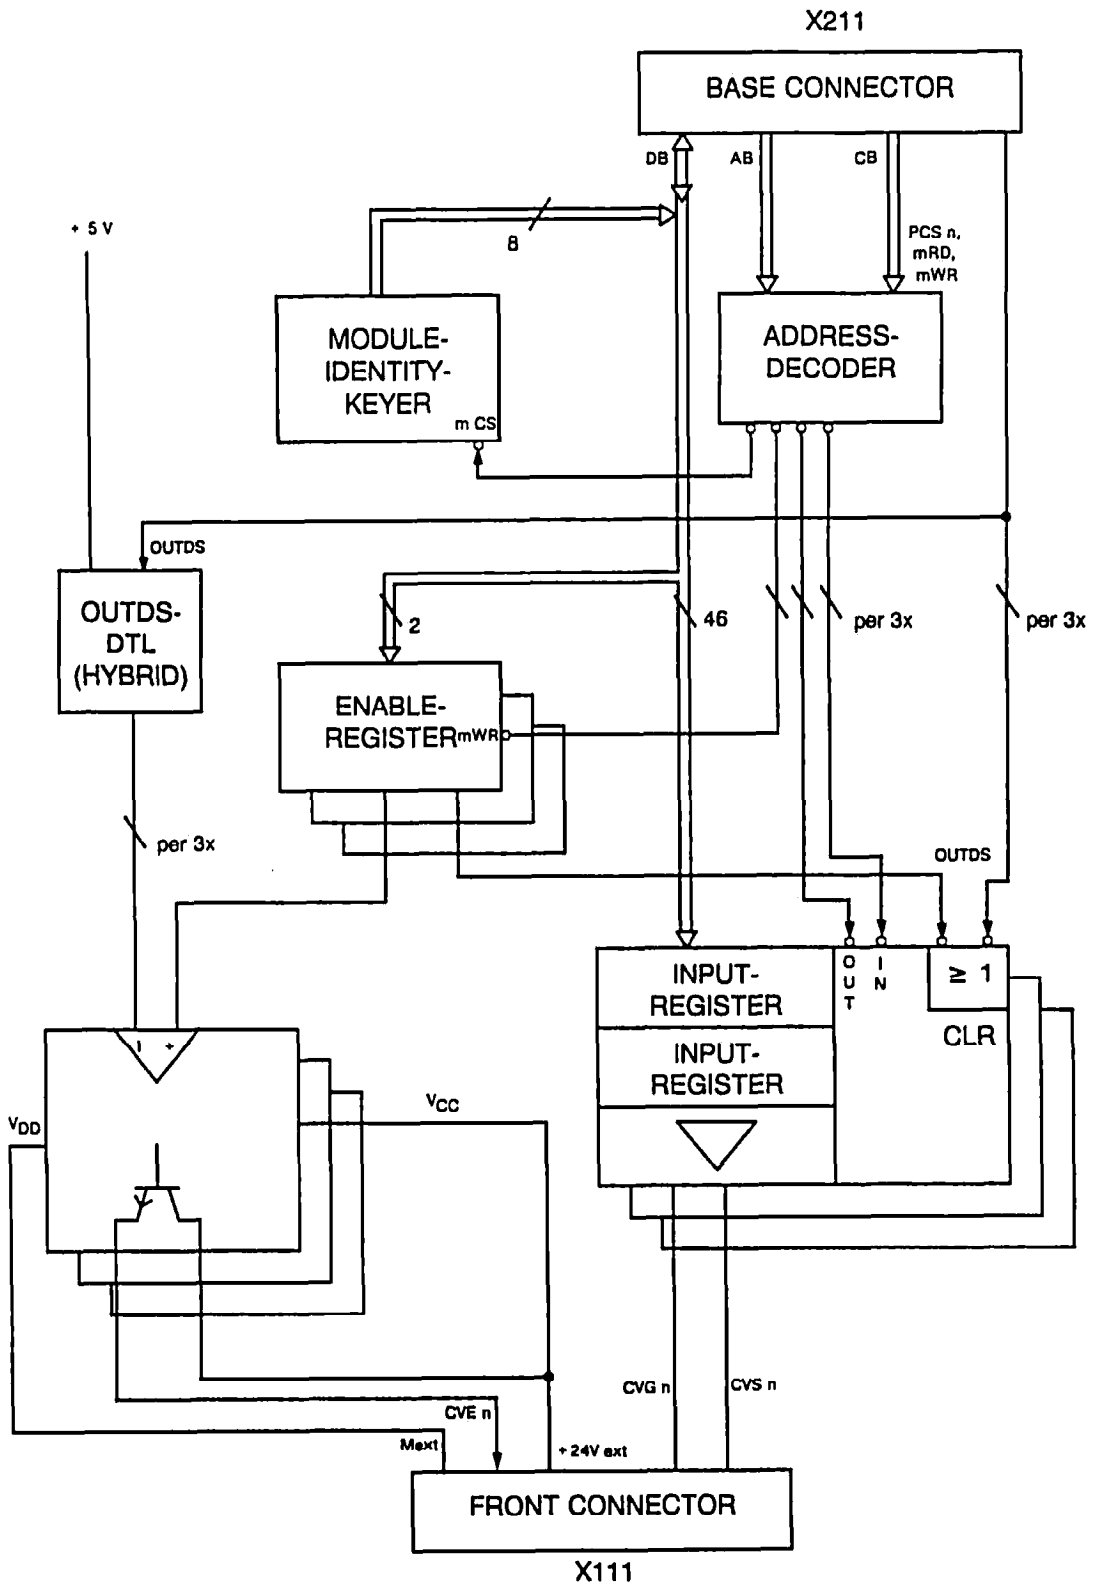 X211
BASE CONNECTOR
DB
AB
CB
+ 5 V
8
PCS n,
mRD,
mWR
MODULE-
IDENTITY-
KEYER
m CS
ADDRESS-
DECODER
OUTDS
OUTDS-
DTL
(HYBRID)
2
46
per 3x
per 3x
ENABLE-
REGISTER
mWR
per 3x
OUTDS
INPUT-
REGISTER
OUT
IN
≥ 1
CLR
INPUT-
REGISTER
I
+
VDD
VCC
CVG n
CVS n
CVE n
Mext
+ 24V ext
FRONT CONNECTOR
X111